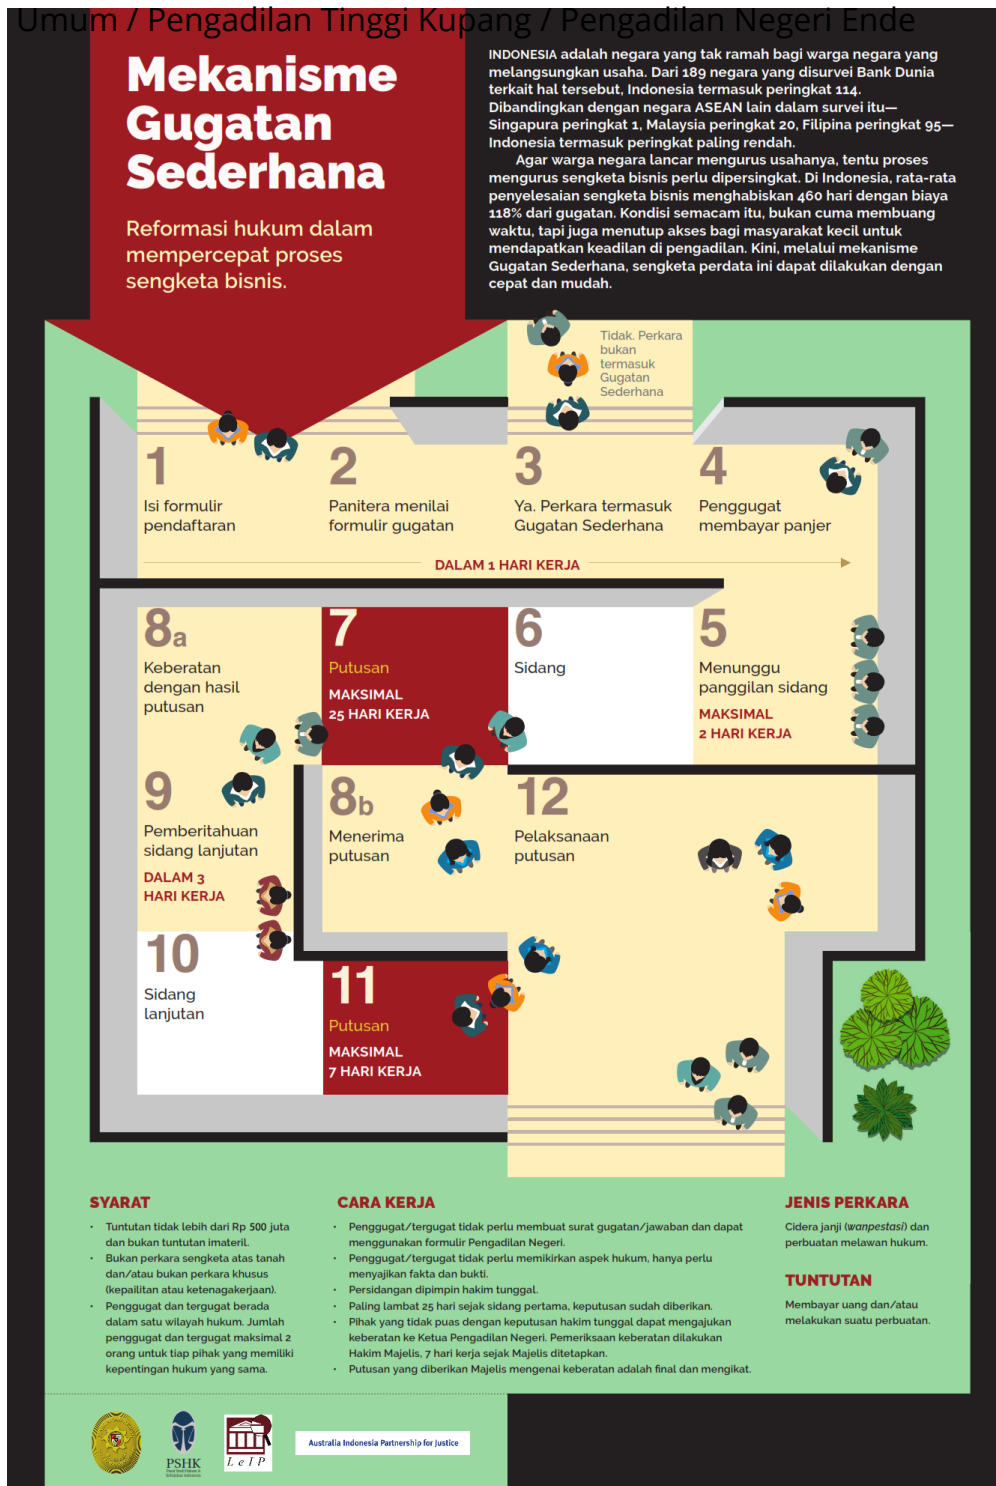 Umum / Pengadilan Tinggi Kupang / Pengadilan Negeri Ende
Mekanisme
Gugatan
Sederhana
Reformasi hukum dalam
mempercepat proses
sengketa bisnis.
INDONESIA adalah negara yang tak ramah bagi warga negara yang
melangsungkan usaha. Dari 189 negara yang disurvei Bank Dunia
terkait hal tersebut, Indonesia termasuk peringkat 114.
Dibandingkan dengan negara ASEAN lain dalam survei itu—
Singapura peringkat 1, Malaysia peringkat 20, Filipina peringkat 95—
Indonesia termasuk peringkat paling rendah.
Agar warga negara lancar mengurus usahanya, tentu proses
mengurus sengketa bisnis perlu dipersingkat. Di Indonesia, rata-rata
penyelesaian sengketa bisnis menghabiskan 460 hari dengan biaya
118% dari gugatan. Kondisi semacam itu, bukan cuma membuang
waktu, tapi juga menutup akses bagi masyarakat kecil untuk
mendapatkan keadilan di pengadilan. Kini, melalui mekanisme
Gugatan Sederhana, sengketa perdata ini dapat dilakukan dengan
cepat dan mudah.
Tidak. Perkara
bukan
termasuk
Gugatan
Sederhana
1
Isi formulir
pendaftaran
2
Panitera menilai
formulir gugatan
3
Ya. Perkara termasuk
Gugatan Sederhana
4
Penggugat
membayar panjer
DALAM 1 HARI KERJA
8a
Keberatan
dengan hasil
putusan
7
Putusan
MAKSIMAL
25 HARI KERJA
6
Sidang
5
Menunggu
panggilan sidang
MAKSIMAL
2 HARI KERJA
9
Pemberitahuan
sidang lanjutan
DALAM 3
HARI KERJA
8b
Menerima
putusan
12
Pelaksanaan
putusan
10
Sidang
lanjutan
11
Putusan
MAKSIMAL
7 HARI KERJA
SYARAT
• Tuntutan tidak lebih dari Rp 500 juta
dan bukan tuntutan imateril.
• Bukan perkara sengketa atas tanah
dan/atau bukan perkara khusus
(kepailitan atau ketenagakerjaan).
• Penggugat dan tergugat berada
dalam satu wilayah hukum. Jumlah
penggugat dan tergugat maksimal 2
orang untuk tiap pihak yang memiliki
kepentingan hukum yang sama.
CARA KERJA
• Penggugat/tergugat tidak perlu membuat surat gugatan/jawaban dan dapat
menggunakan formulir Pengadilan Negeri.
• Penggugat/tergugat tidak perlu memikirkan aspek hukum, hanya perlu
menyajikan fakta dan bukti.
• Persidangan dipimpin hakim tunggal.
• Paling lambat 25 hari sejak sidang pertama, keputusan sudah diberikan.
• Pihak yang tidak puas dengan keputusan hakim tunggal dapat mengajukan
keberatan ke Ketua Pengadilan Negeri. Pemeriksaan keberatan dilakukan
Hakim Majelis, 7 hari kerja sejak Majelis ditetapkan.
• Putusan yang diberikan Majelis mengenai keberatan adalah final dan mengikat.
JENIS PERKARA
Cidera janji (wanpestasi) dan
perbuatan melawan hukum.
TUNTUTAN
Membayar uang dan/atau
melakukan suatu perbuatan.
PSHK
LeIP
Australia Indonesia Partnership for Justice